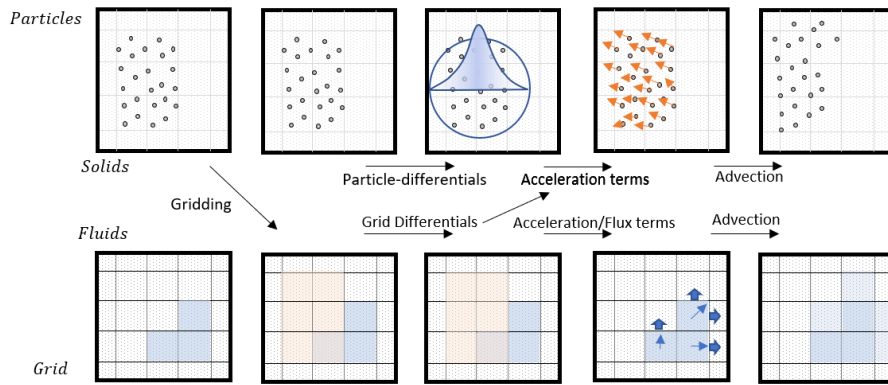 Particles
Solids
Particle-differentials
Acceleration terms
Advection
Gridding
Fluids
Grid Differentials
Acceleration/Flux terms
Advection
Grid